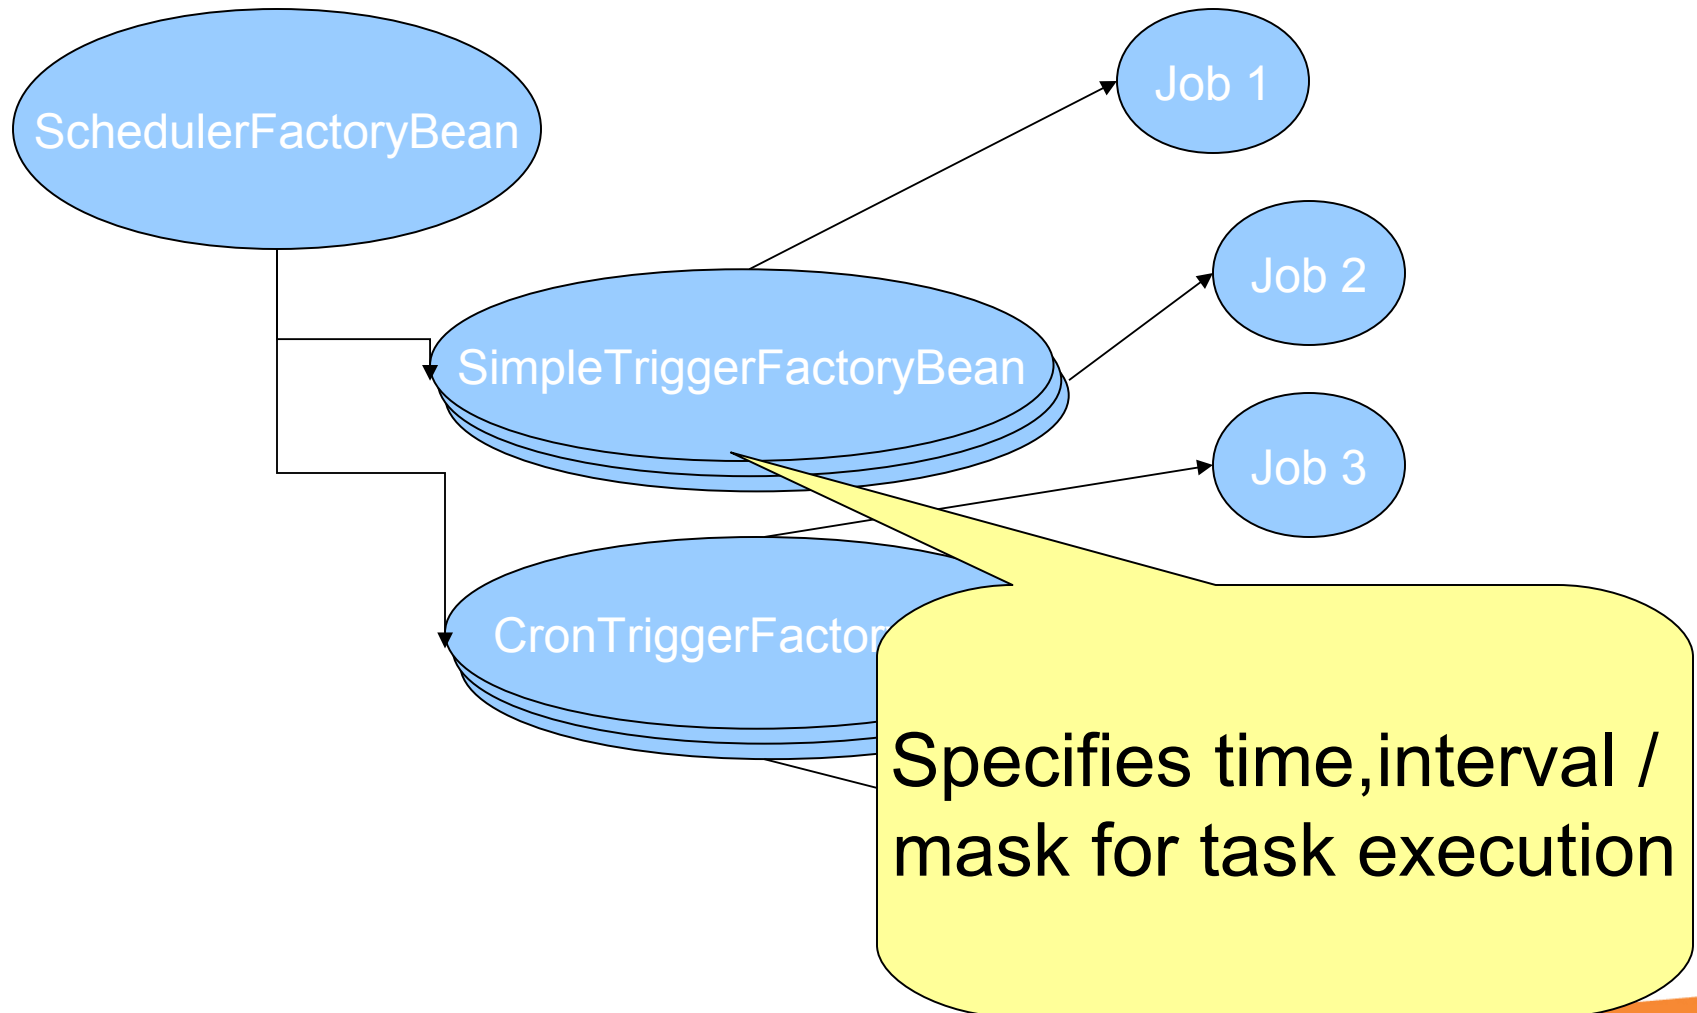 SchedulerFactoryBean
Job 1
Job 2
SimpleTriggerFactoryBean
Job 3
CronTriggerFactor
Specifies time,interval /
mask for task execution